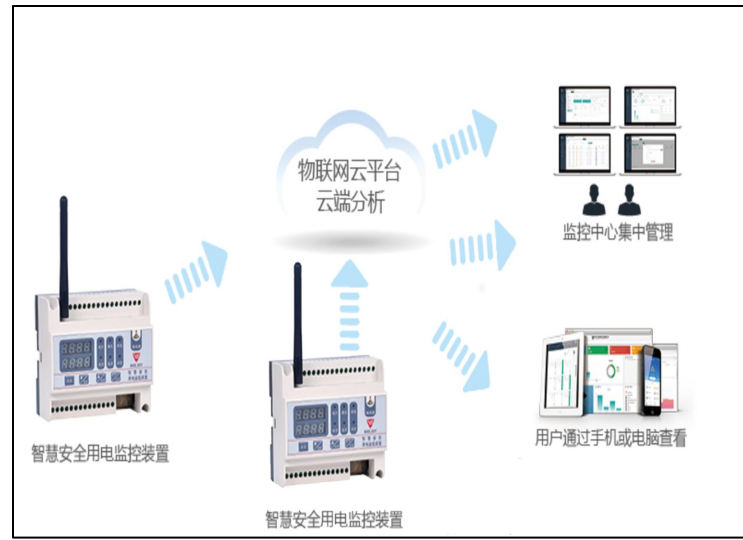 物联网云平台
云端分析
监控中心集中管理
智慧安全用电监控装置
用户通过手机或电脑查看
智慧安全用电监控装置